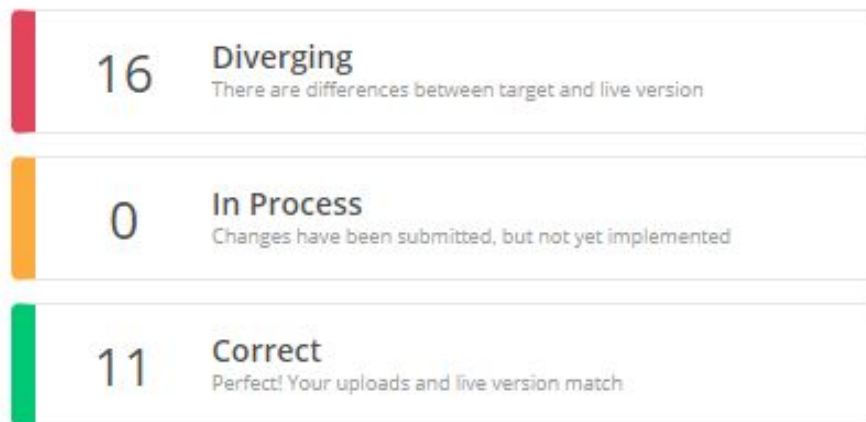 16
Diverging
There are differences between target and live version
0
In Process
Changes have been submitted, but not yet implemented
11
Correct
Perfect! Your uploads and live version match